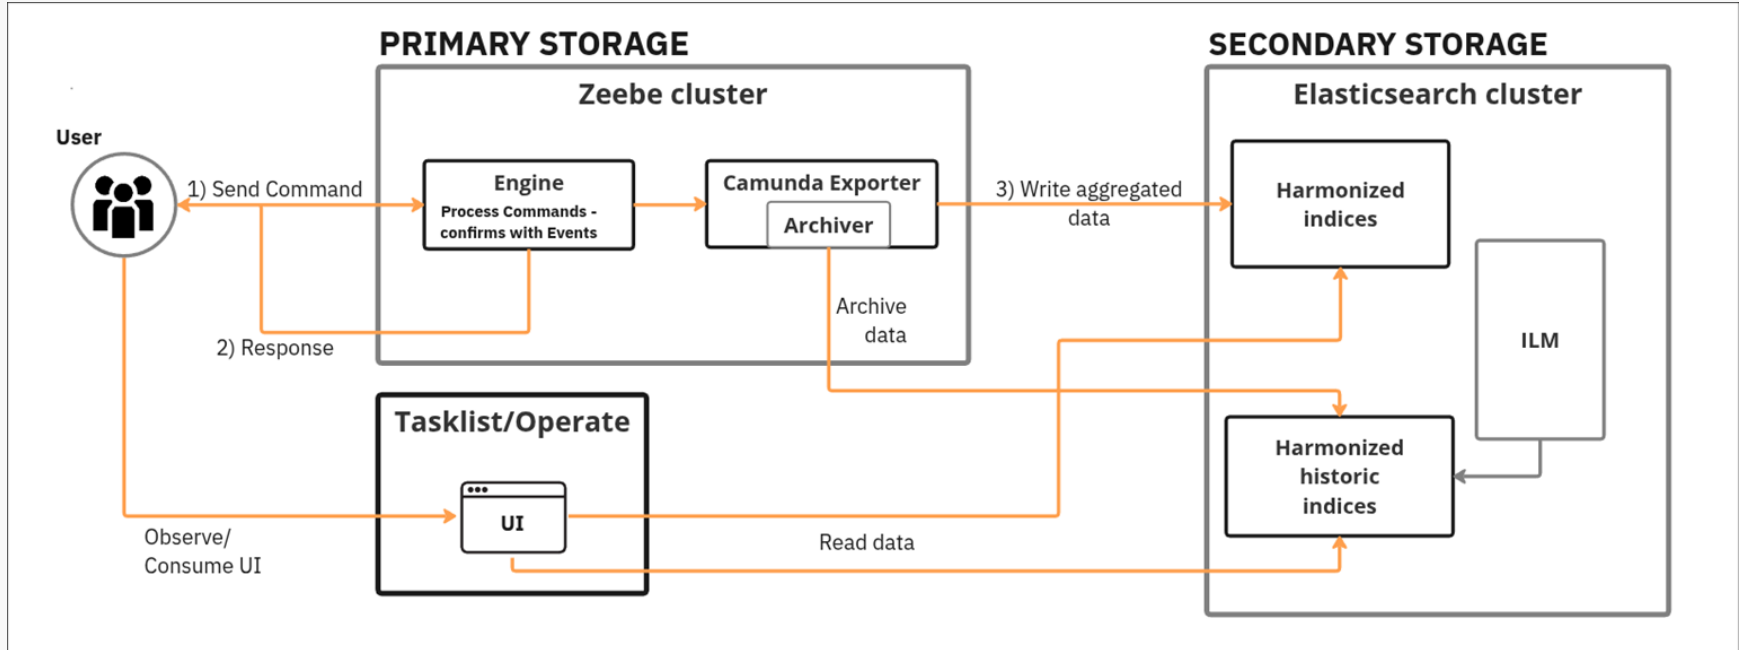 PRIMARY STORAGE
SECONDARY STORAGE
Zeebe cluster
Elasticsearch cluster
User
1) Send Command
Engine
Process Commands -
confirms with Events
Camunda Exporter
Archiver
3) Write aggregated
data
Harmonized
indices
Archive
data
2) Response
ILM
Tasklist/Operate
UI
Harmonized
historic
indices
Observe/
Consume UI
Read data